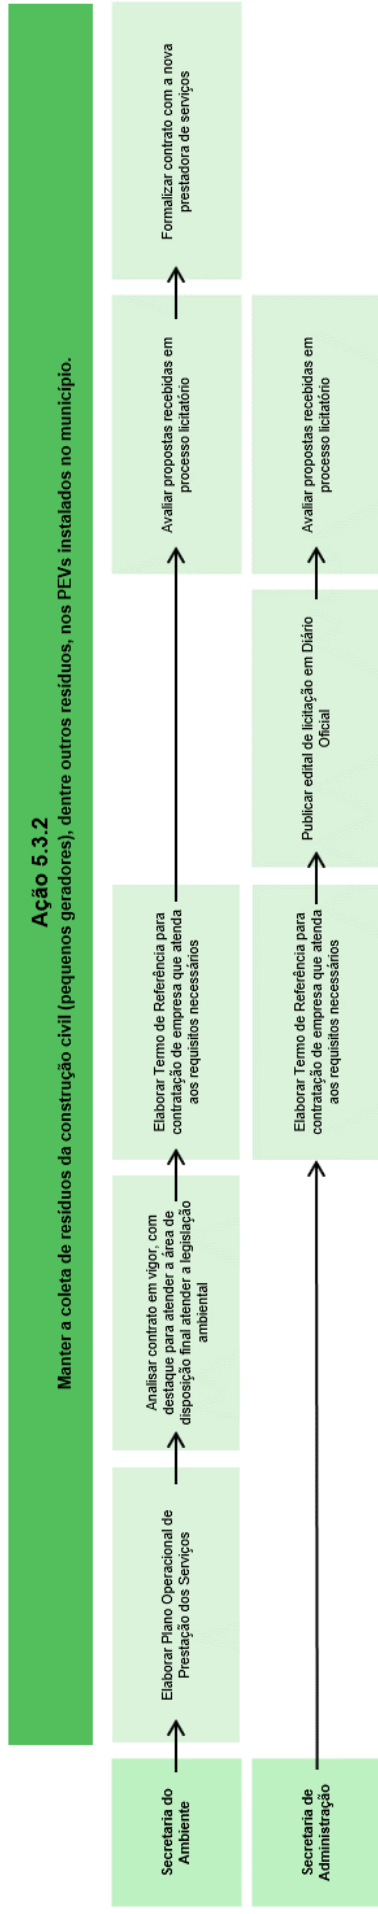 Ação 5.3.2
Manter a coleta de resíduos da construção civil (pequenos geradores), dentre outros resíduos, nos PEVs instalados no município.
Secretaria do
Ambiente
Elaborar Plano Operacional de
Prestação dos Serviços
Analisar contrato em vigor, com
destaque para atender a área de
disposição final atender a legislação
ambiental
Elaborar Termo de Referência para
contratação de empresa que atenda
aos requisitos necessários
Avaliar propostas recebidas em
processo licitatório
Formalizar contrato com a nova
prestadora de serviços
Secretaria de
Administração
Elaborar Termo de Referência para
contratação de empresa que atenda
aos requisitos necessários
Publicar edital de licitação em Diário
Oficial
Avaliar propostas recebidas em
processo licitatório